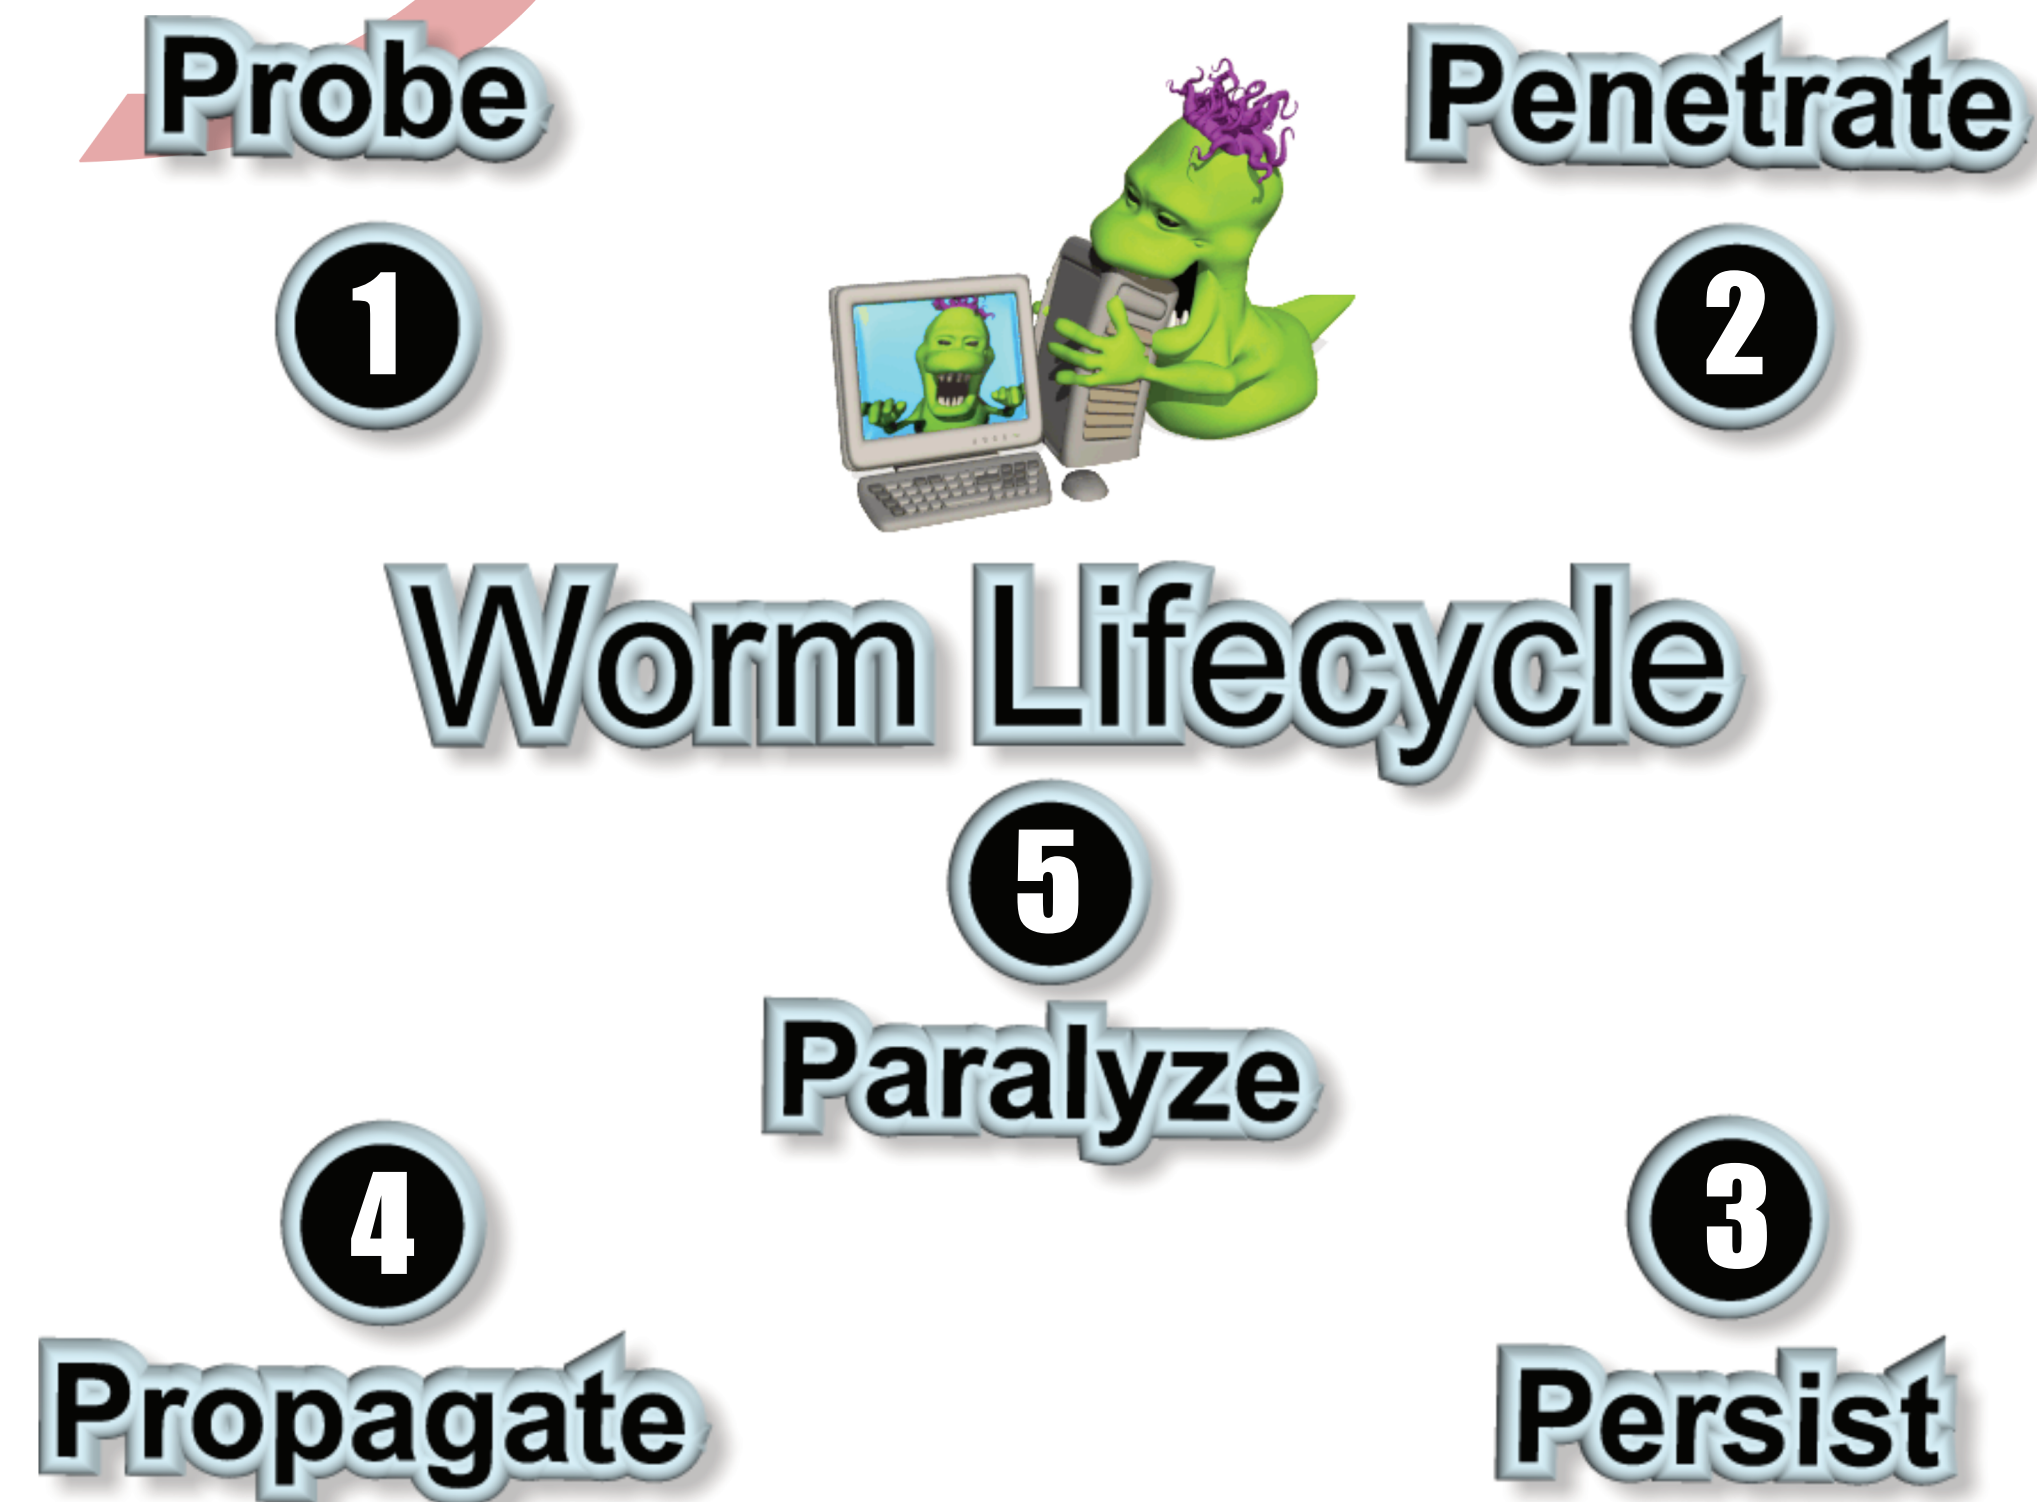 Probe
Penetrate
1
2
Worm Lifecycle
5
Paralyze
4
3
Propagate
Persist